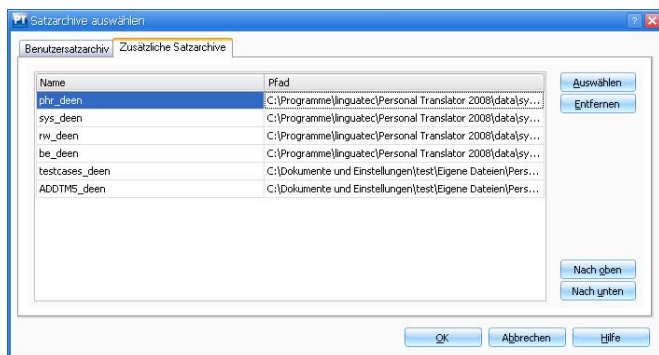 PT Satzarchive auswählen
Benutzersatzarchiv Zusätzliche Satzarchive
Name Pfad Auswählen
phr_deen C:\Programme\linguatec\Personal Translator 2008\data\sy...
Entfernen
sys_deen C:\Programme\linguatec\Personal Translator 2008\data\sy...
rw_deen C:\Programme\linguatec\Personal Translator 2008\data\sy...
be_deen C:\Programme\linguatec\Personal Translator 2008\data\sy...
testcases_deen C:\Dokumente und Einstellungen\test\Eigene Dateien\Pers...
ADDTM5_deen C:\Dokumente und Einstellungen\test\Eigene Dateien\Pers...
Nach oben
Nach unten
OK Abbrechen Hilfe